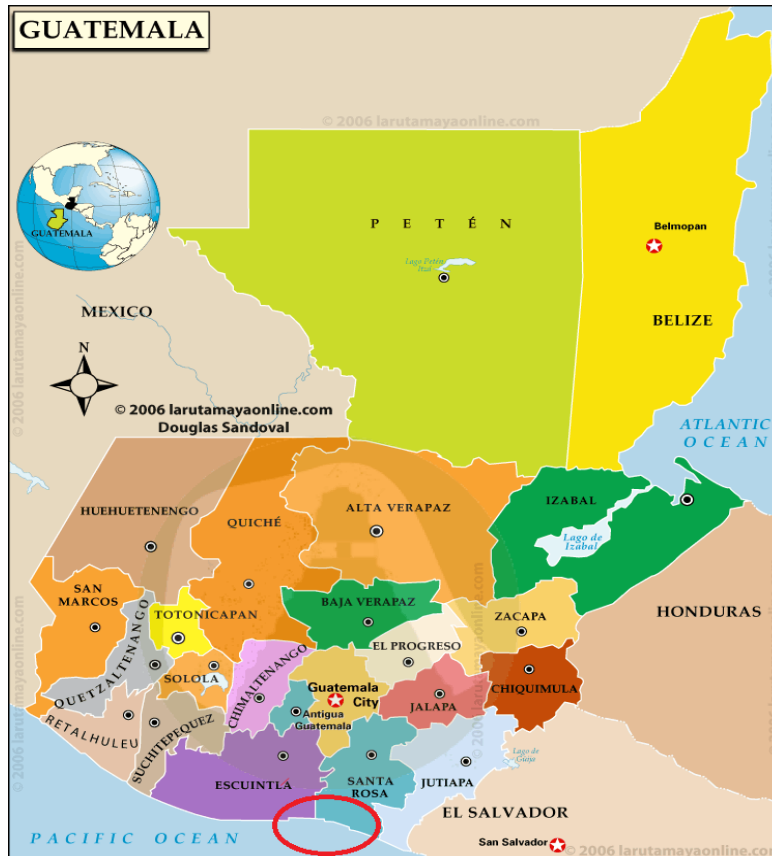 GUATEMALA
© 2006 larutamayaonline.com
GUATEMALA
© 2006 larutamayaonline.com
PETÉN
Lago Petén
Itzá
Belmopan
MEXICO
BELIZE
N
© 2006 larutamayaonline.com
Douglas Sandoval
ATLANTIC
OCEAN
HUEHUETENENGO
QUICHÉ
ALTA VERAPAZ
IZABAL
Lago de
Izabal
SAN
MARCOS
QUETZALTENANGO
TOTONICAPAN
BAJA VERAPAZ
ZACAPA
HONDURAS
EL PROGRESO
SOLOLA
CHIMALTENANGO
Guatemala
City
JALAPA
CHIQUIMULA
RETALHULEU
SUCHITEPEQUEZ
Antigua
Guatemala
© 2006 larutamayaonline.com
Lago de
Guija
ESCUINTLA
SANTA
ROSA
JUTIAPA
EL SALVADOR
PACIFIC OCEAN
San Salvador
© 2006 larutamayaonline.com